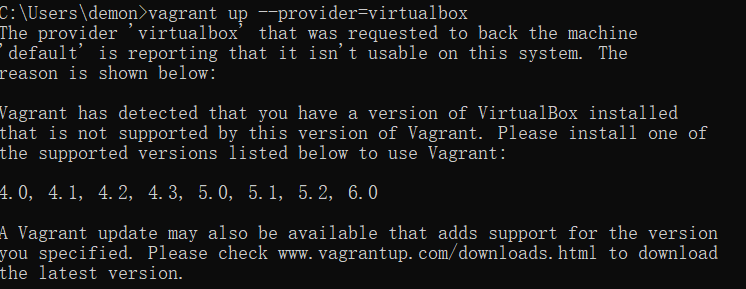 C:\Users\demon>vagrant up --provider=virtualbox
The provider 'virtualbox' that was requested to back the machine
'default' is reporting that it isn't usable on this system. The
reason is shown below:
Vagrant has detected that you have a version of VirtualBox installed
that is not supported by this version of Vagrant. Please install one of
the supported versions listed below to use Vagrant:
4.0, 4.1, 4.2, 4.3, 5.0, 5.1, 5.2, 6.0
A Vagrant update may also be available that adds support for the version
you specified. Please check www.vagrantup.com/downloads.html to download
the latest version.